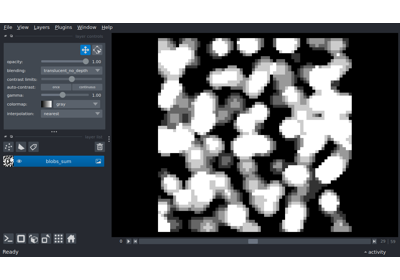 File View Layers Plugins Window Help
opacity: 1.00
blending: translucent_no_depth
contrast limits:
auto-contrast: once continuous
gamma: 1.00
colormap: gray
interpolation: nearest
blobs_sum
Ready
activity